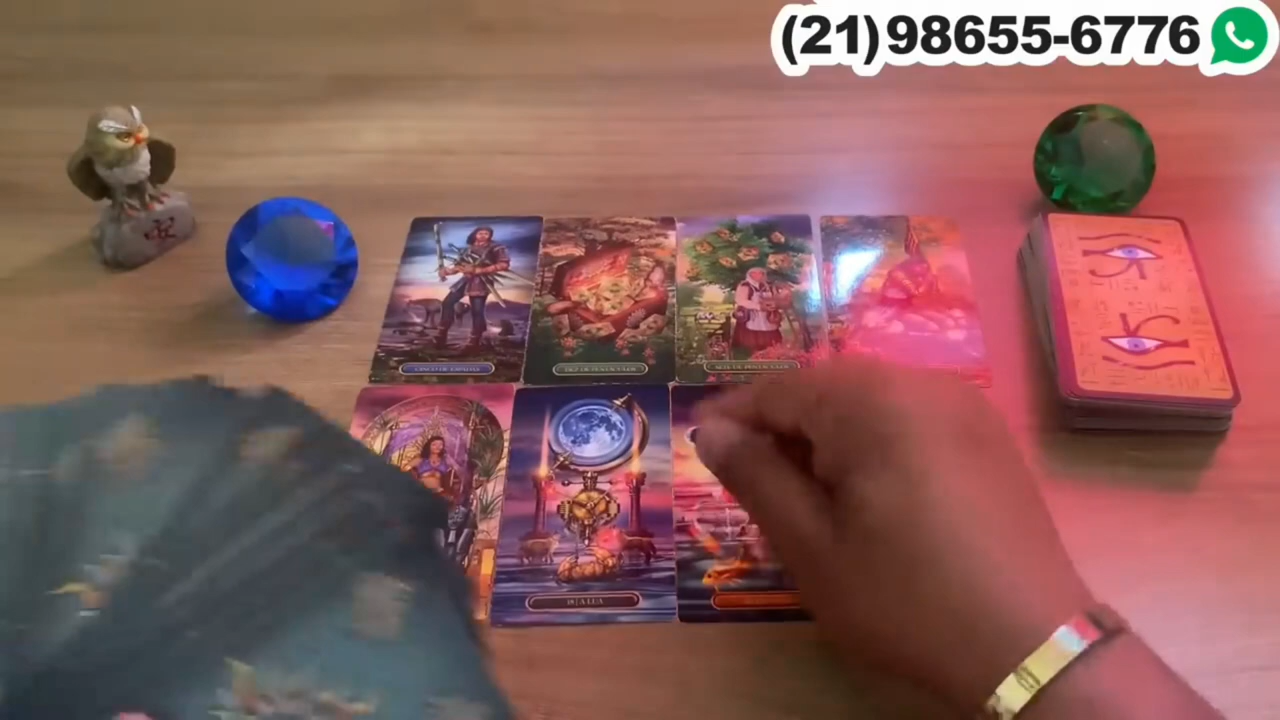 (21)98655-6776
CINCO DE ESPADAS
DEZ DE PENTÁCULOS
SETE DE PENTÁCULOS
18 | A LUA